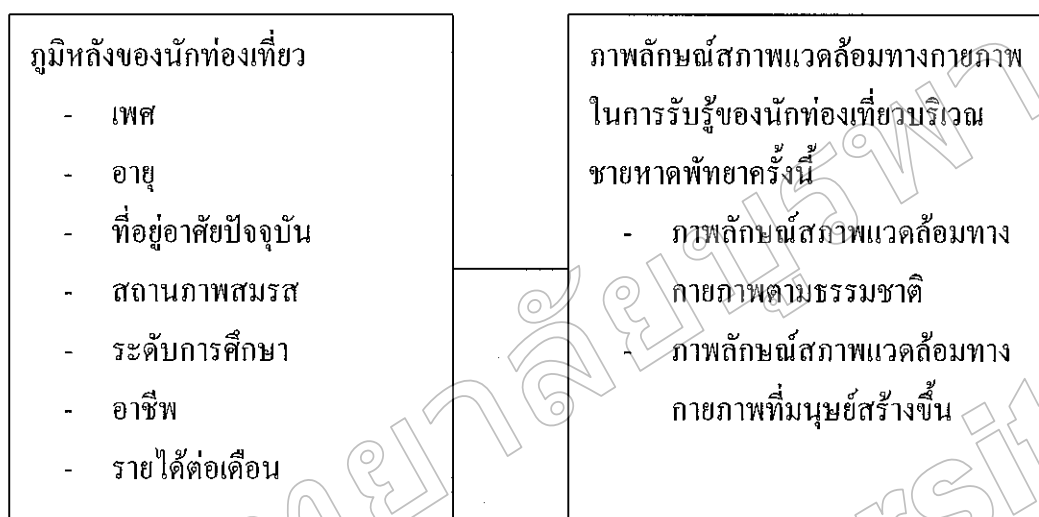 ภูมิหลังของนักท่องเที่ยว
- เพศ
- อายุ
- ที่อยู่อาศัยปัจจุบัน
- สถานภาพสมรส
- ระดับการศึกษา
- อาชีพ
- รายได้ต่อเดือน
ภาพลักษณ์สภาพแวดล้อมทางกายภาพ
ในการรับรู้ของนักท่องเที่ยวบริเวณ
ชายหาดพัทยาครั้งนี้
- ภาพลักษณ์สภาพแวดล้อมทาง
กายภาพตามธรรมชาติ
- ภาพลักษณ์สภาพแวดล้อมทาง
กายภาพที่มนุษย์สร้างขึ้น